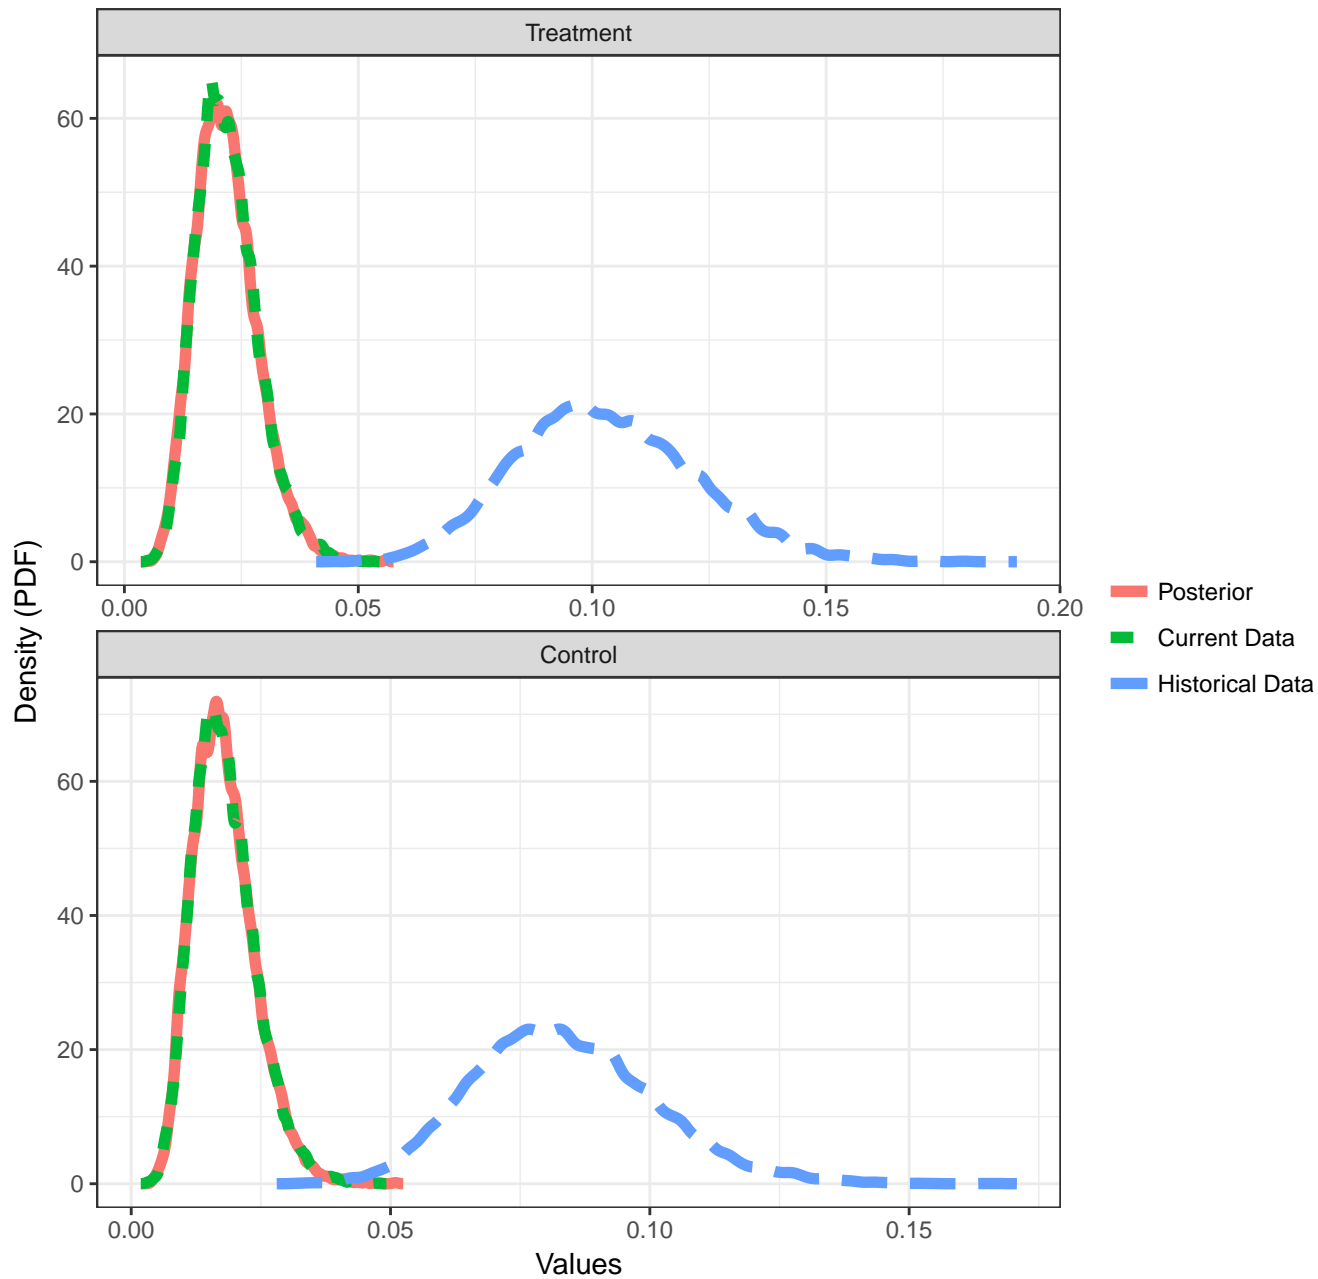 Treatment
60
40
20
0
0.00 0.05 0.10 0.15 0.20
Control
60
40
20
0
0.00 0.05 0.10 0.15
Values
Density (PDF)
Posterior
Current Data
Historical Data